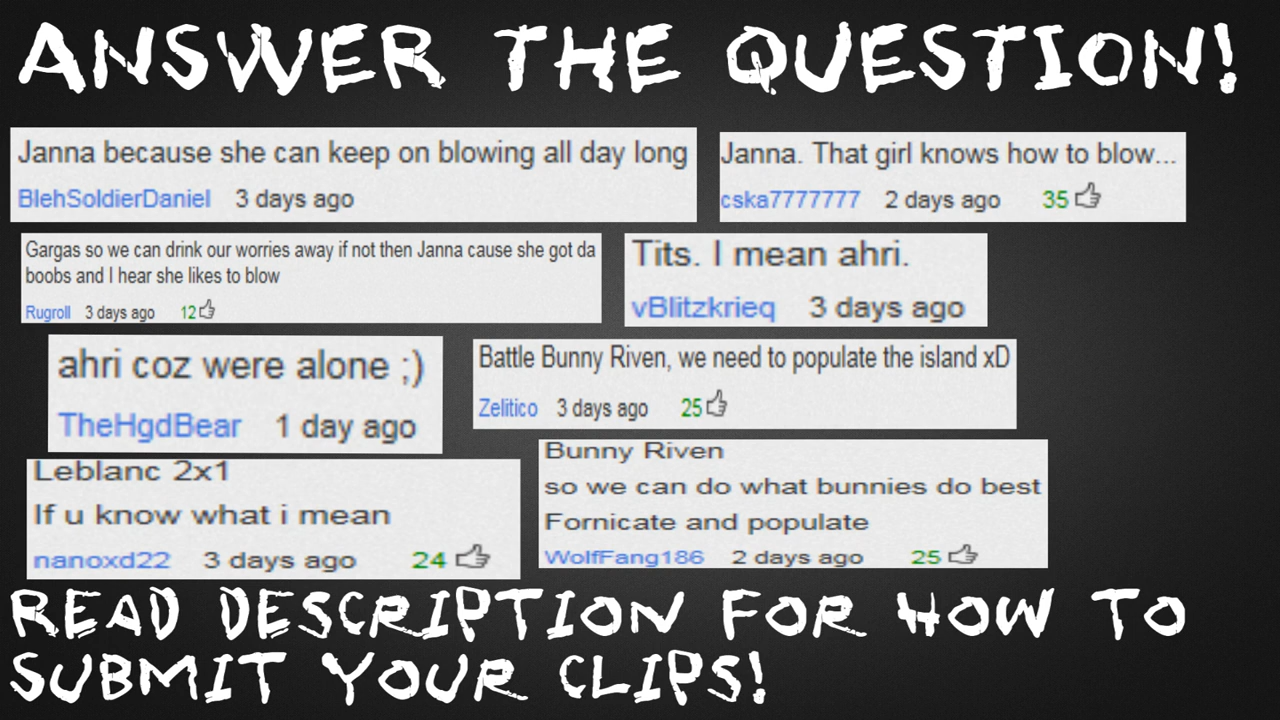 ANSWER THE QUESTION!
Janna because she can keep on blowing all day long
BlehSoldierDaniel 3 days ago
Janna. That girl knows how to blow...
cska7777777 2 days ago 35
Gargas so we can drink our worries away if not then Janna cause she got da
boobs and I hear she likes to blow
Rugroll 3 days ago 12
Tits. I mean ahri.
vBlitzkrieq 3 days ago
ahri coz were alone ;)
TheHgdBear 1 day ago
Battle Bunny Riven, we need to populate the island xD
Zelitico 3 days ago 25
Leblanc 2x1
If u know what i mean
nanoxd22 3 days ago 24
Bunny Riven
so we can do what bunnies do best
Fornicate and populate
WolfFang186 2 days ago 25
READ DESCRIPTION FOR HOW TO
SUBMIT YOUR CLIPS!